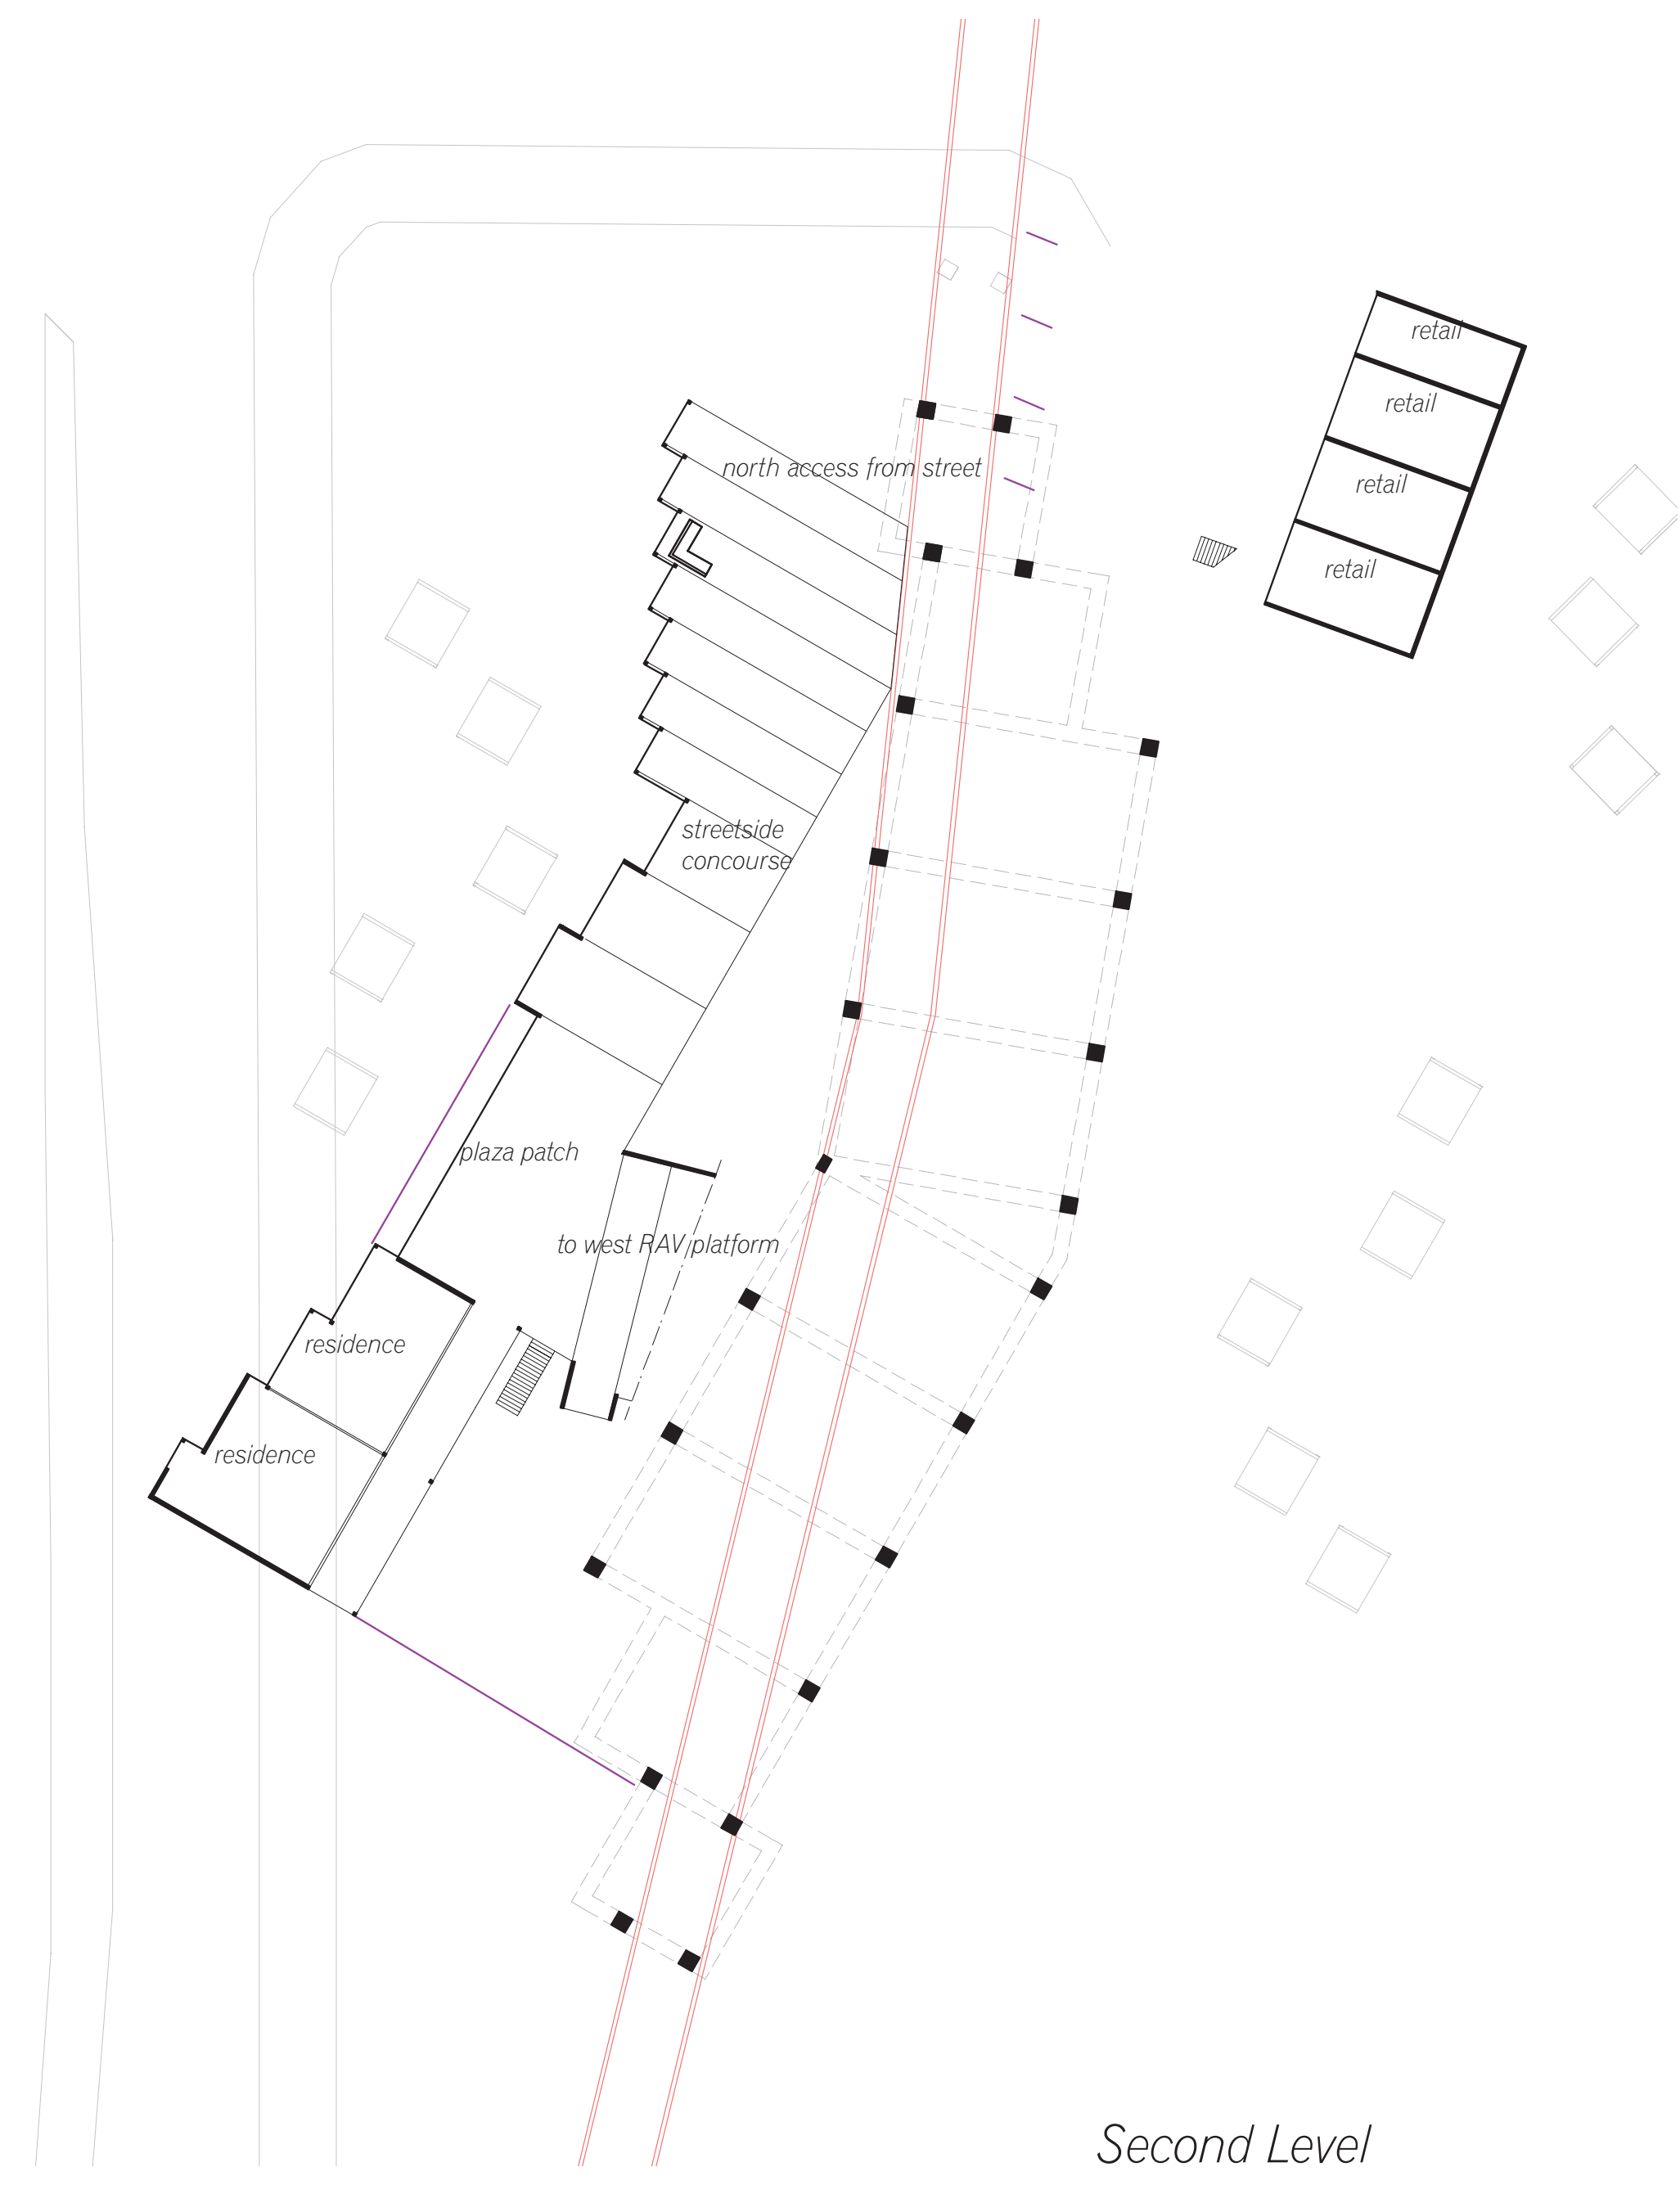 retail
retail
north access from street
retail
retail
streetside
concourse
plaza patch
to west RAV platform
residence
residence
Second Level